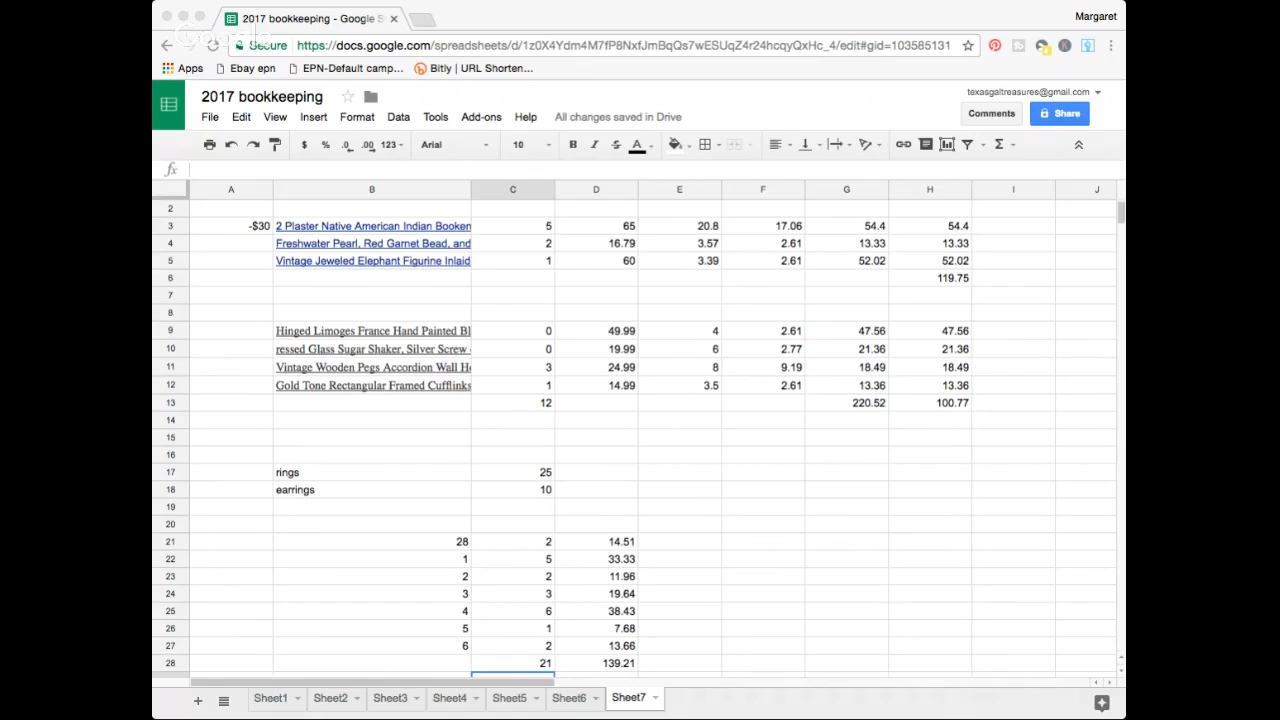 2017 bookkeeping - Google S
Margaret
Secure https://docs.google.com/spreadsheets/d/1z0X4Ydm4M7fP8NxfJmBqQs7wESUqZ4r24hcqyQxHc_4/edit#gid=103585131
Apps Ebay epn EPN-Default camp... Bitly | URL Shorten...
2017 bookkeeping
texasgaltreasures@gmail.com
File Edit View Insert Format Data Tools Add-ons Help All changes saved in Drive
Comments Share
$ % .0 .00 123 Arial 10 B I S A
fx
A B C D E F G H I J
2
3 -$30 2 Plaster Native American Indian Booken 5 65 20.8 17.06 54.4 54.4
4 Freshwater Pearl, Red Garnet Bead, and 2 16.79 3.57 2.61 13.33 13.33
5 Vintage Jeweled Elephant Figurine Inlaid 1 60 3.39 2.61 52.02 52.02
6 119.75
7
8
9 Hinged Limoges France Hand Painted Bl 0 49.99 4 2.61 47.56 47.56
10 ressed Glass Sugar Shaker, Silver Screw 0 19.99 6 2.77 21.36 21.36
11 Vintage Wooden Pegs Accordion Wall H 3 24.99 8 9.19 18.49 18.49
12 Gold Tone Rectangular Framed Cufflinks 1 14.99 3.5 2.61 13.36 13.36
13 12 220.52 100.77
14
15
16
17 rings 25
18 earrings 10
19
20
21 28 2 14.51
22 1 5 33.33
23 2 2 11.96
24 3 3 19.64
25 4 6 38.43
26 5 1 7.68
27 6 2 13.66
28 21 139.21
Sheet1 Sheet2 Sheet3 Sheet4 Sheet5 Sheet6 Sheet7